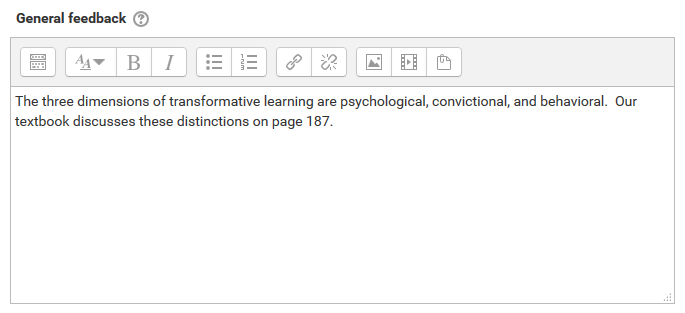 General feedback
The three dimensions of transformative learning are psychological, convictional, and behavioral.  Our
textbook discusses these distinctions on page 187.